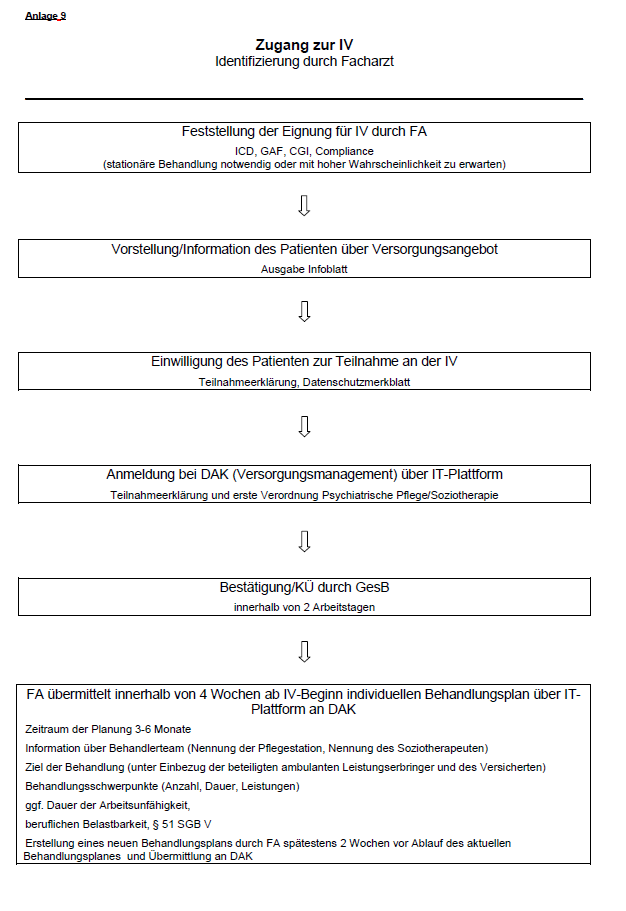 Anlage 9
Zugang zur IV
Identifizierung durch Facharzt
Feststellung der Eignung für IV durch FA
ICD, GAF, CGI, Compliance
(stationäre Behandlung notwendig oder mit hoher Wahrscheinlichkeit zu erwarten)
Vorstellung/Information des Patienten über Versorgungsangebot
Ausgabe Infoblatt
Einwilligung des Patienten zur Teilnahme an der IV
Teilnahmeerklärung, Datenschutzmerkblatt
Anmeldung bei DAK (Versorgungsmanagement) über IT-Plattform
Teilnahmeerklärung und erste Verordnung Psychiatrische Pflege/Soziotherapie
Bestätigung/KÜ durch GesB
innerhalb von 2 Arbeitstagen
FA übermittelt innerhalb von 4 Wochen ab IV-Beginn individuellen Behandlungsplan über IT-
Plattform an DAK
Zeitraum der Planung 3-6 Monate
Information über Behandlerteam (Nennung der Pflegestation, Nennung des Soziotherapeuten)
Ziel der Behandlung (unter Einbezug der beteiligten ambulanten Leistungserbringer und des Versicherten)
Behandlungsschwerpunkte (Anzahl, Dauer, Leistungen)
ggf. Dauer der Arbeitsunfähigkeit,
beruflichen Belastbarkeit, § 51 SGB V
Erstellung eines neuen Behandlungsplans durch FA spätestens 2 Wochen vor Ablauf des aktuellen
Behandlungsplanes und Übermittlung an DAK